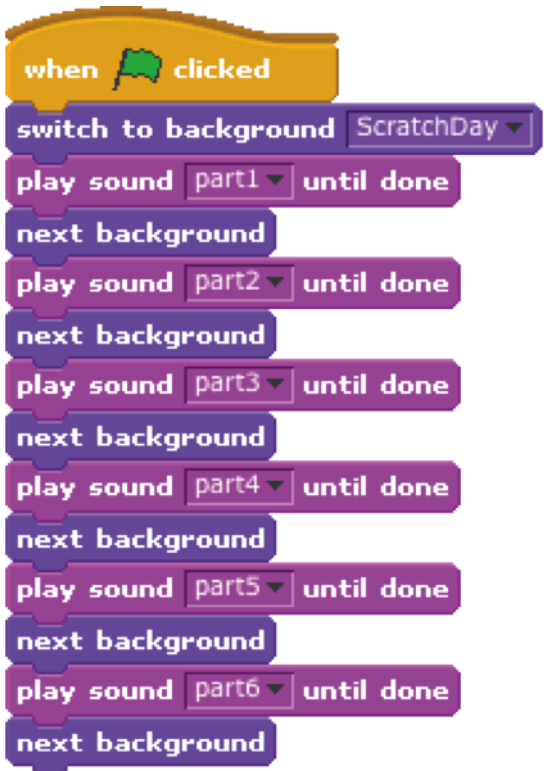 when clicked
switch to background ScratchDay
play sound part1 until done
next background
play sound part2 until done
next background
play sound part3 until done
next background
play sound part4 until done
next background
play sound part5 until done
next background
play sound part6 until done
next background